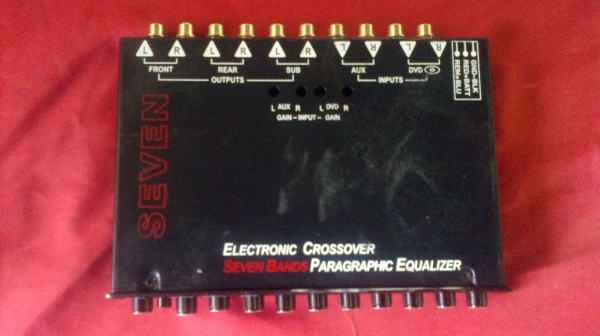 L R L R L R L R L R
FRONT REAR SUB AUX DVD
OUTPUTS INPUTS
GND=BLK
RED=BATT
REM=BLU
L AUX R L DVD R
GAIN - INPUT - GAIN
SEVEN
ELECTRONIC CROSSOVER
SEVEN BANDS PARAGRAPHIC EQUALIZER